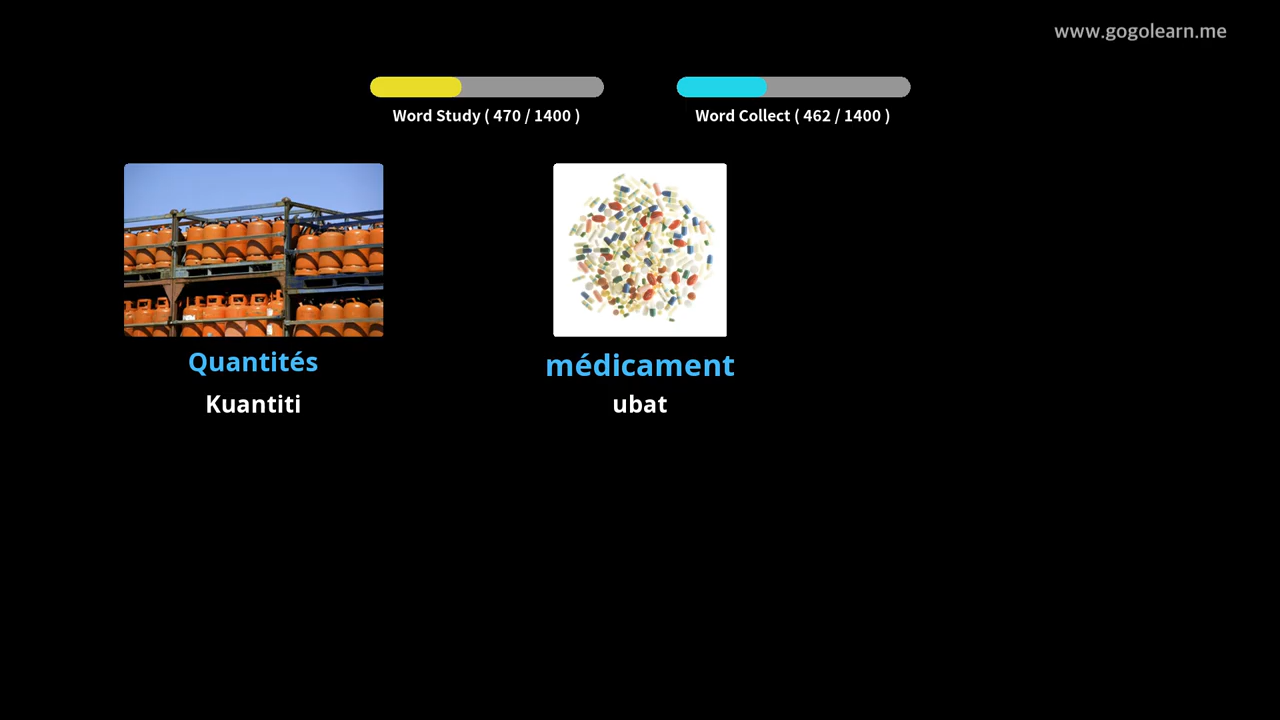 www.gogolearn.me
Word Study ( 470 / 1400 )
Word Collect ( 462 / 1400 )
Quantités
Kuantiti
médicament
ubat